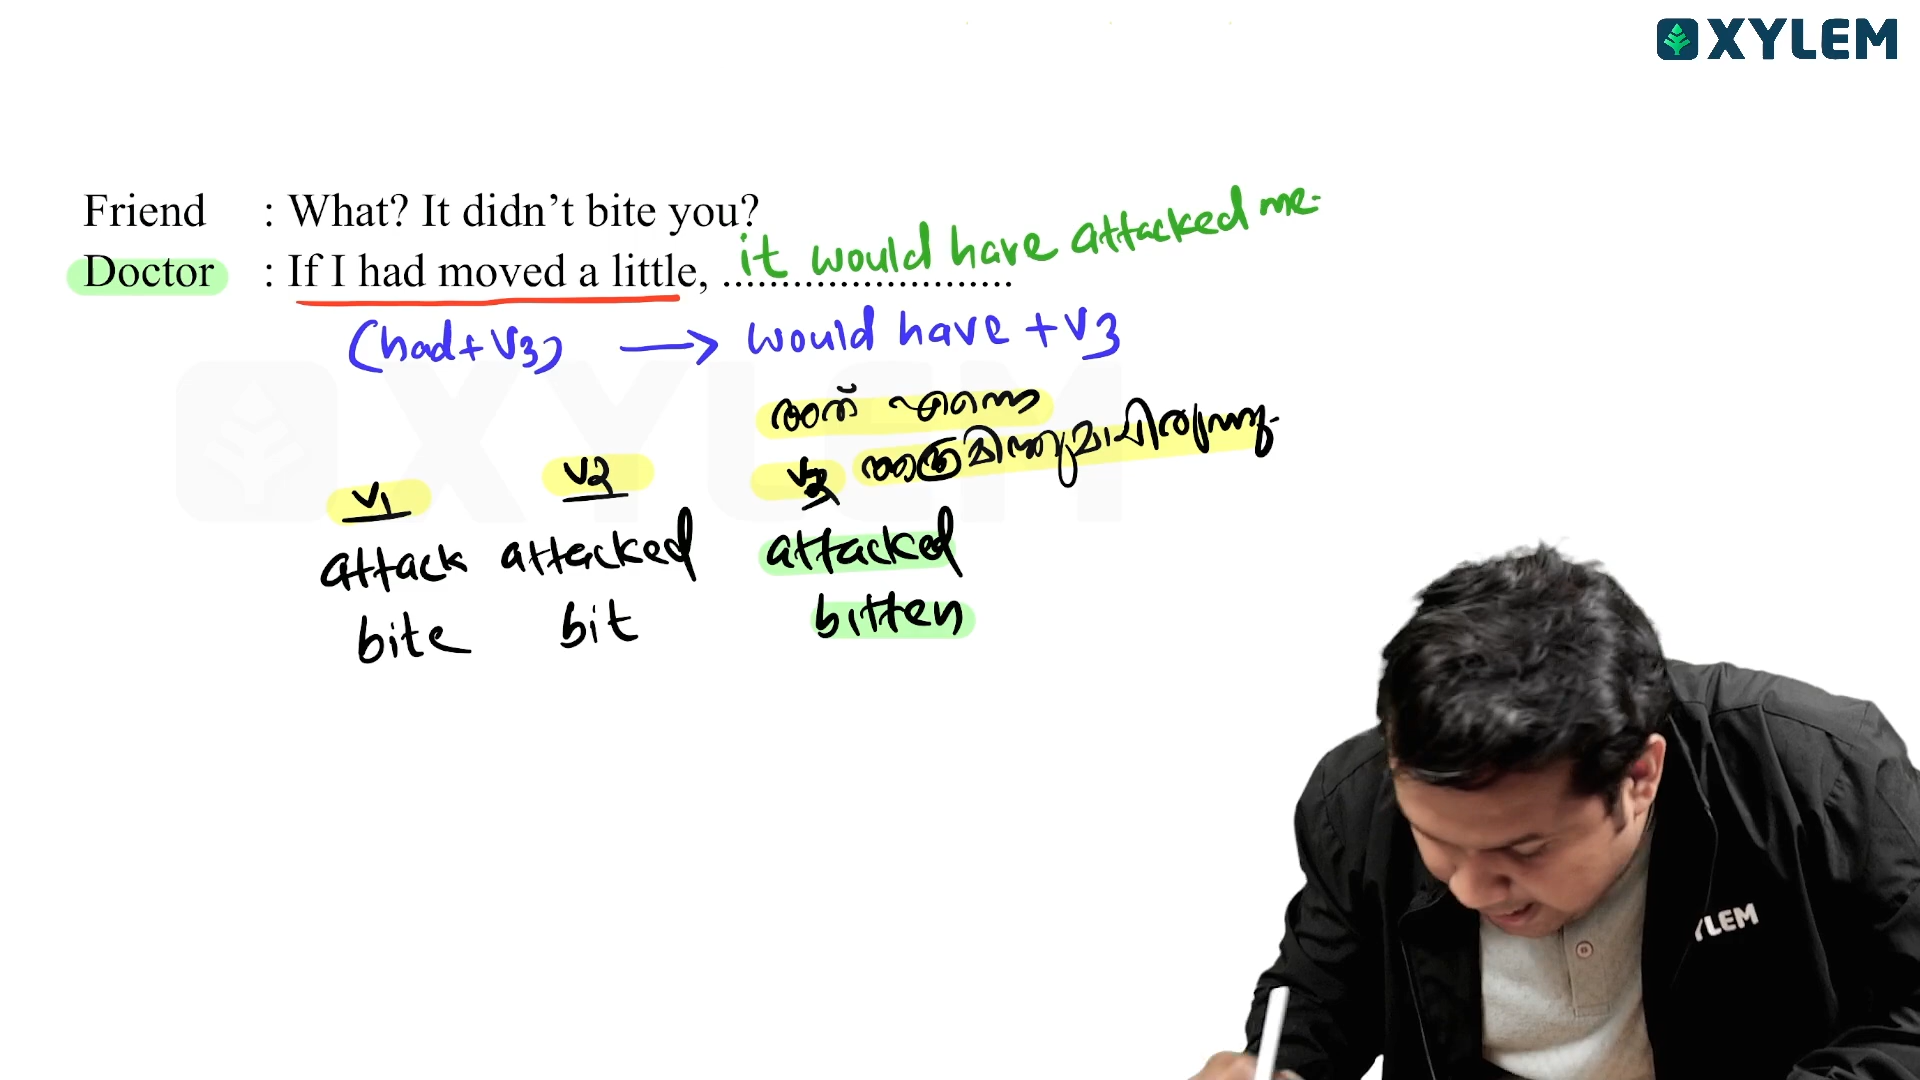 XYLEM
Friend : What? It didn’t bite you?
Doctor : If I had moved a little, ........................ it would have attacked me.
(had + V3) → would have + V3
അത് എന്നെ
ആക്രമിക്കുമായിരുന്നു.
V1 V2 V3
attack attacked attacked
bite bit bitten
XYLEM
YLEM